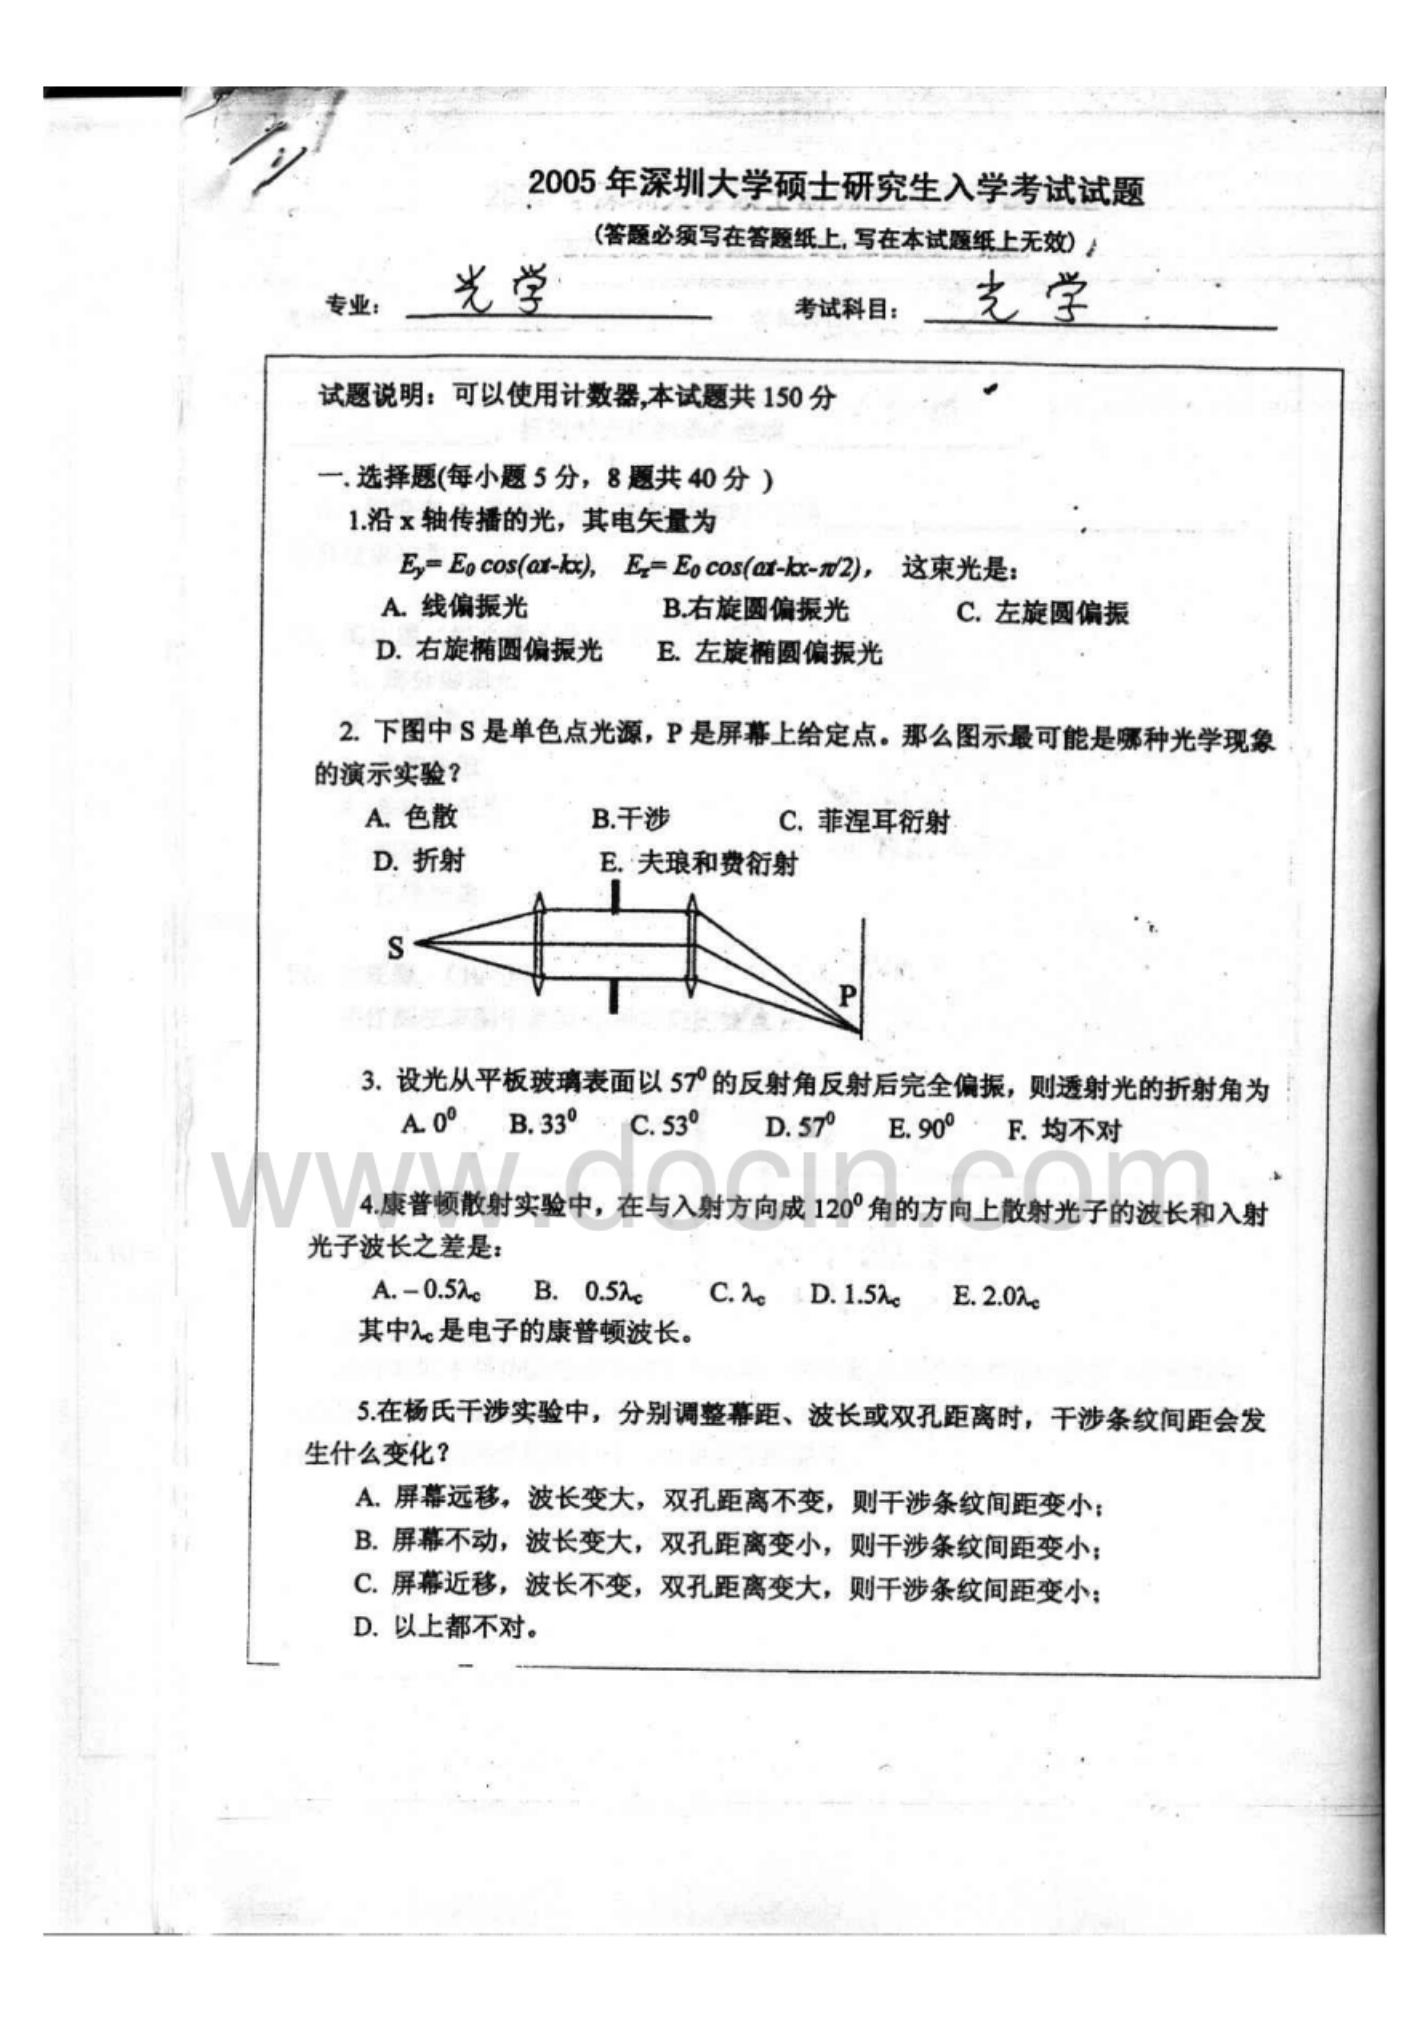 2005 年深圳大学硕士研究生入学考试试题
(答题必须写在答题纸上, 写在本试题纸上无效)
专业: 光学 考试科目: 光学
试题说明: 可以使用计数器,本试题共 150 分
一. 选择题(每小题 5 分, 8 题共 40 分 )
1.沿 x 轴传播的光, 其电矢量为
Ey= E0 cos(ωt-kx), Ez= E0 cos(ωt-kx-π/2), 这束光是:
A. 线偏振光 B.右旋圆偏振光 C. 左旋圆偏振
D. 右旋椭圆偏振光 E. 左旋椭圆偏振光
2. 下图中 S 是单色点光源, P 是屏幕上给定点。那么图示最可能是哪种光学现象
的演示实验?
A. 色散 B.干涉 C. 菲涅耳衍射
D. 折射 E. 夫琅和费衍射
S
P
3. 设光从平板玻璃表面以 57⁰ 的反射角反射后完全偏振, 则透射光的折射角为
A. 0⁰ B. 33⁰ C. 53⁰ D. 57⁰ E. 90⁰ F. 均不对
www.docin.com
4.康普顿散射实验中, 在与入射方向成 120⁰ 角的方向上散射光子的波长和入射
光子波长之差是:
A. – 0.5λc B. 0.5λc C. λc D. 1.5λc E. 2.0λc
其中λc 是电子的康普顿波长。
5.在杨氏干涉实验中, 分别调整幕距、波长或双孔距离时, 干涉条纹间距会发
生什么变化?
A. 屏幕远移, 波长变大, 双孔距离不变, 则干涉条纹间距变小;
B. 屏幕不动, 波长变大, 双孔距离变小, 则干涉条纹间距变小;
C. 屏幕近移, 波长不变, 双孔距离变大, 则干涉条纹间距变小;
D. 以上都不对。